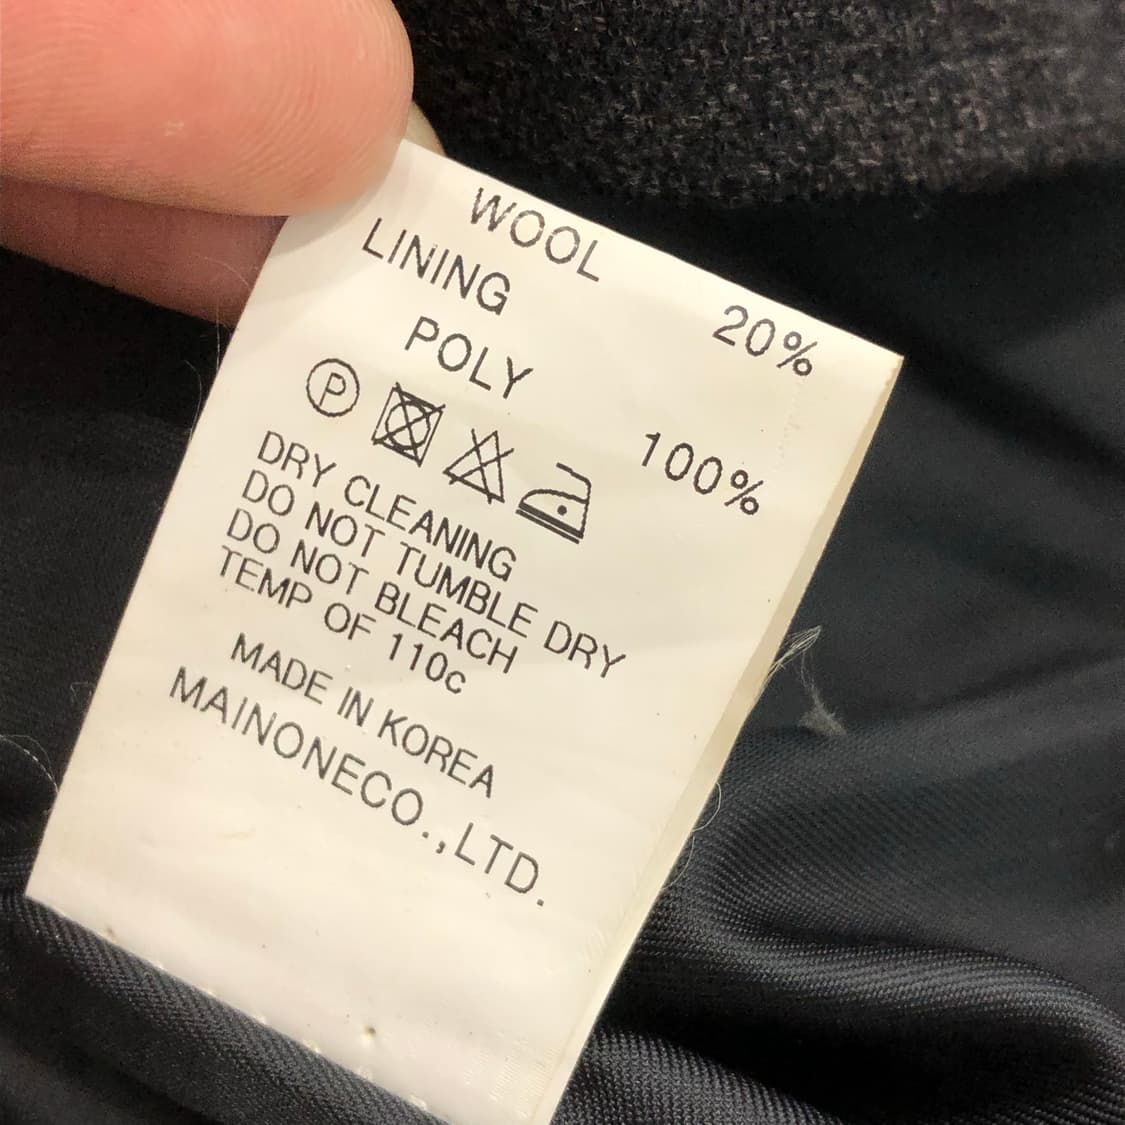 WOOL 20%
LINING
POLY 100%
P
DRY CLEANING
DO NOT TUMBLE DRY
DO NOT BLEACH
TEMP OF 110c
MADE IN KOREA
MAINONECO.,LTD.